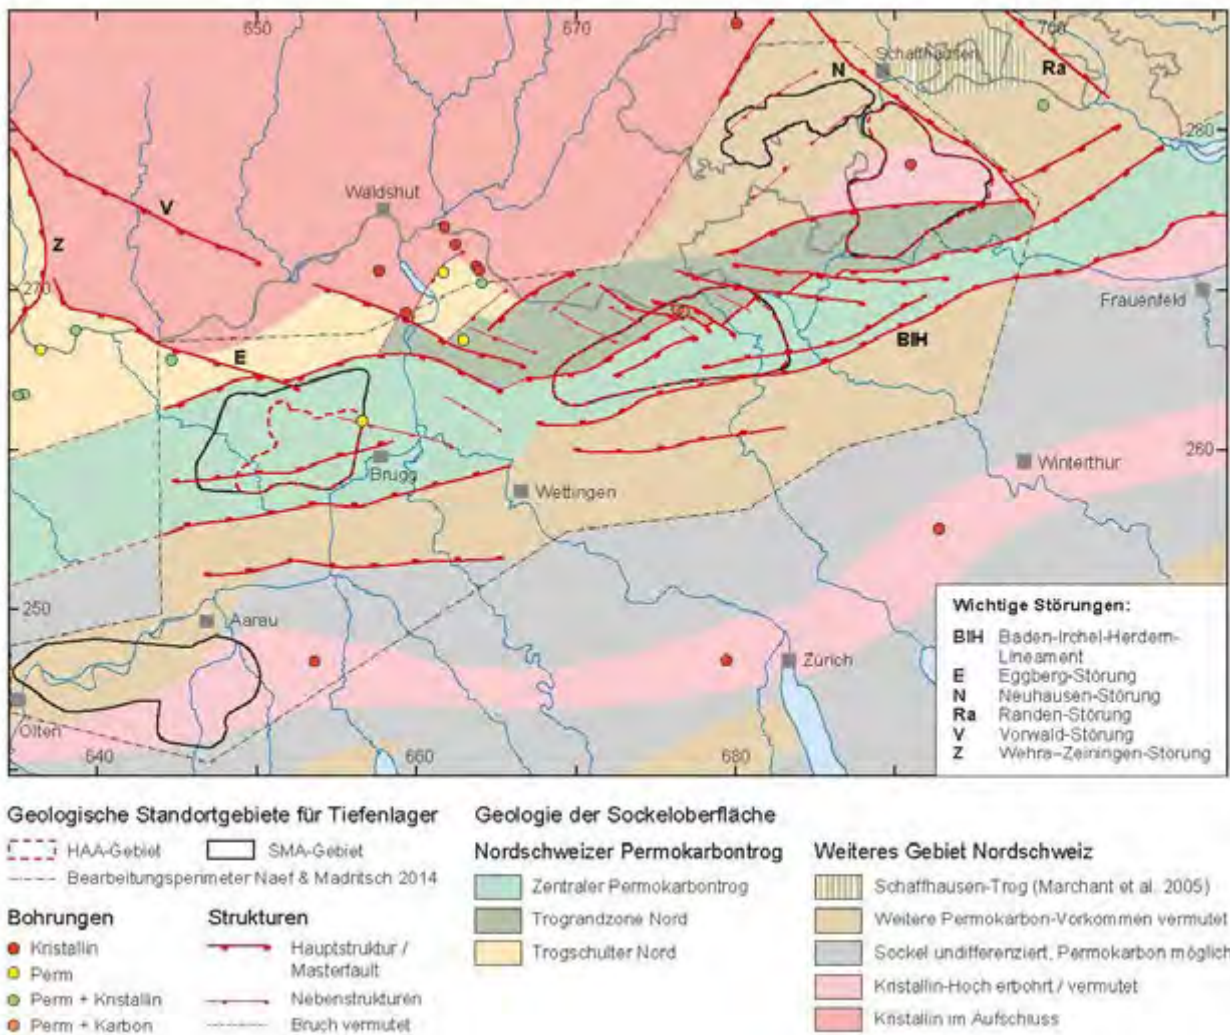 650
670
700
Schaffhausen
N
Ra
280
Waldshut
V
Z
270
Frauenfeld
E
BIH
Brugg
260
Winterthur
Wettingen
250
Aarau
Zürich
Olten
640
660
680
Wichtige Störungen:
BIH Baden-Irchel-Herdern-
Lineament
E Eggberg-Störung
N Neuhausen-Störung
Ra Randen-Störung
V Vorwald-Störung
Z Wehra-Zeiningen-Störung
Geologische Standortgebiete für Tiefenlager
HAA-Gebiet
SMA-Gebiet
Bearbeitungsperimeter Naef & Madritsch 2014
Bohrungen
Kristallin
Perm
Perm + Kristallin
Perm + Karbon
Strukturen
Hauptstruktur /
Masterfault
Nebenstrukturen
Bruch vermutet
Geologie der Sockeloberfläche
Nordschweizer Permokarbontrog
Zentraler Permokarbontrog
Trograndzone Nord
Trogschulter Nord
Weiteres Gebiet Nordschweiz
Schaffhausen-Trog (Marchant et al. 2005)
Weitere Permokarbon-Vorkommen vermutet
Sockel undifferenziert, Permokarbon möglich
Kristallin-Hoch erbohrt / vermutet
Kristallin im Aufschluss